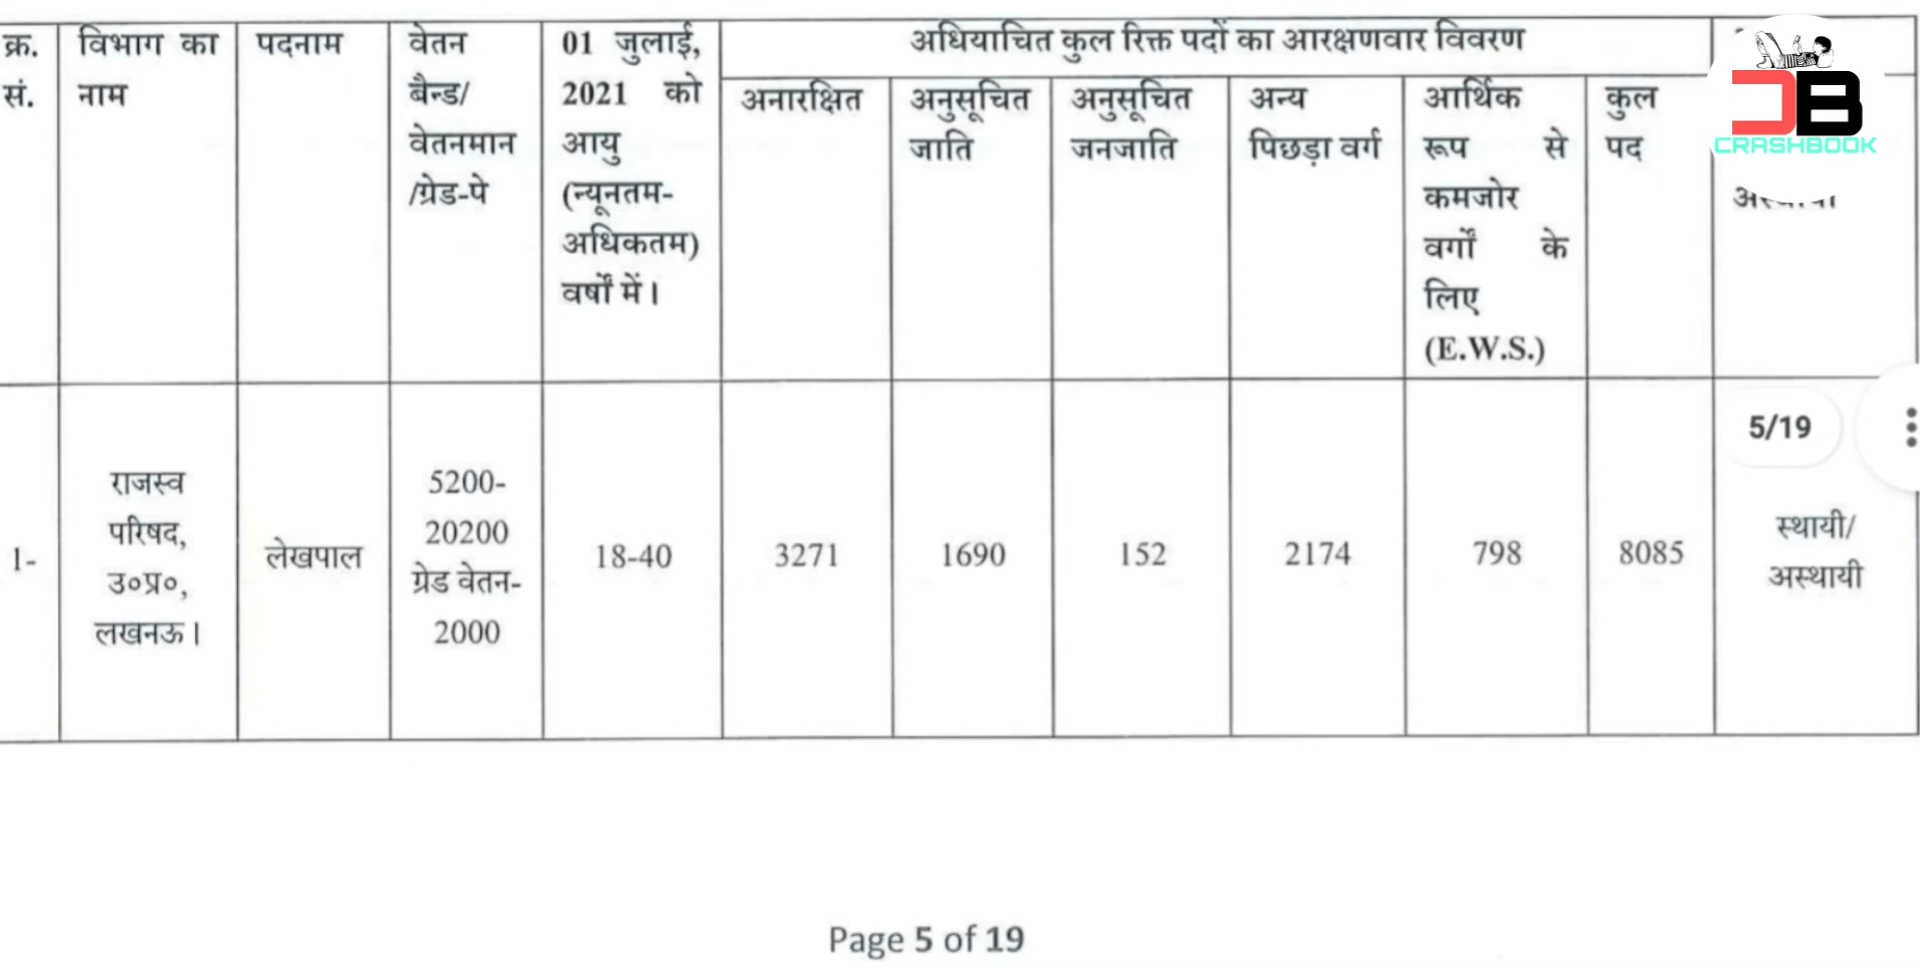 क्र.
सं.
विभाग का
नाम
पदनाम
वेतन
बैन्ड/
वेतनमान
/ग्रेड-पे
01 जुलाई,
2021 को
आयु
(न्यूनतम-
अधिकतम)
वर्षों में।
अधियाचित कुल रिक्त पदों का आरक्षणवार विवरण
अनारक्षित
अनुसूचित
जाति
अनुसूचित
जनजाति
अन्य
पिछड़ा वर्ग
आर्थिक
रूप से
कमजोर
वर्गों के
लिए
(E.W.S.)
कुल
पद
CRASHBOOK
5/19
1-
राजस्व
परिषद,
उ०प्र०,
लखनऊ।
लेखपाल
5200-
20200
ग्रेड वेतन-
2000
18-40
3271
1690
152
2174
798
8085
स्थायी/
अस्थायी
Page 5 of 19